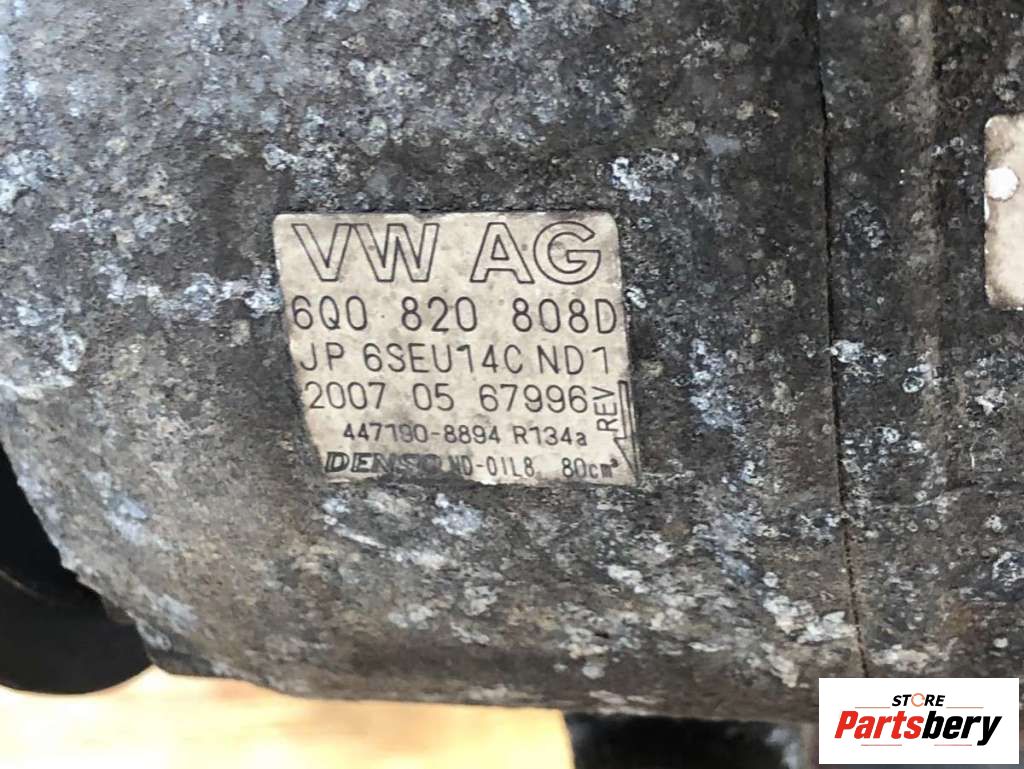 VW AG
6Q0 820 808D
JP 6SEU14C ND1
2007 05 67996
REV
447190-8894 R134a
DENSO ND-OIL8 80cm³
STORE
Partsbery